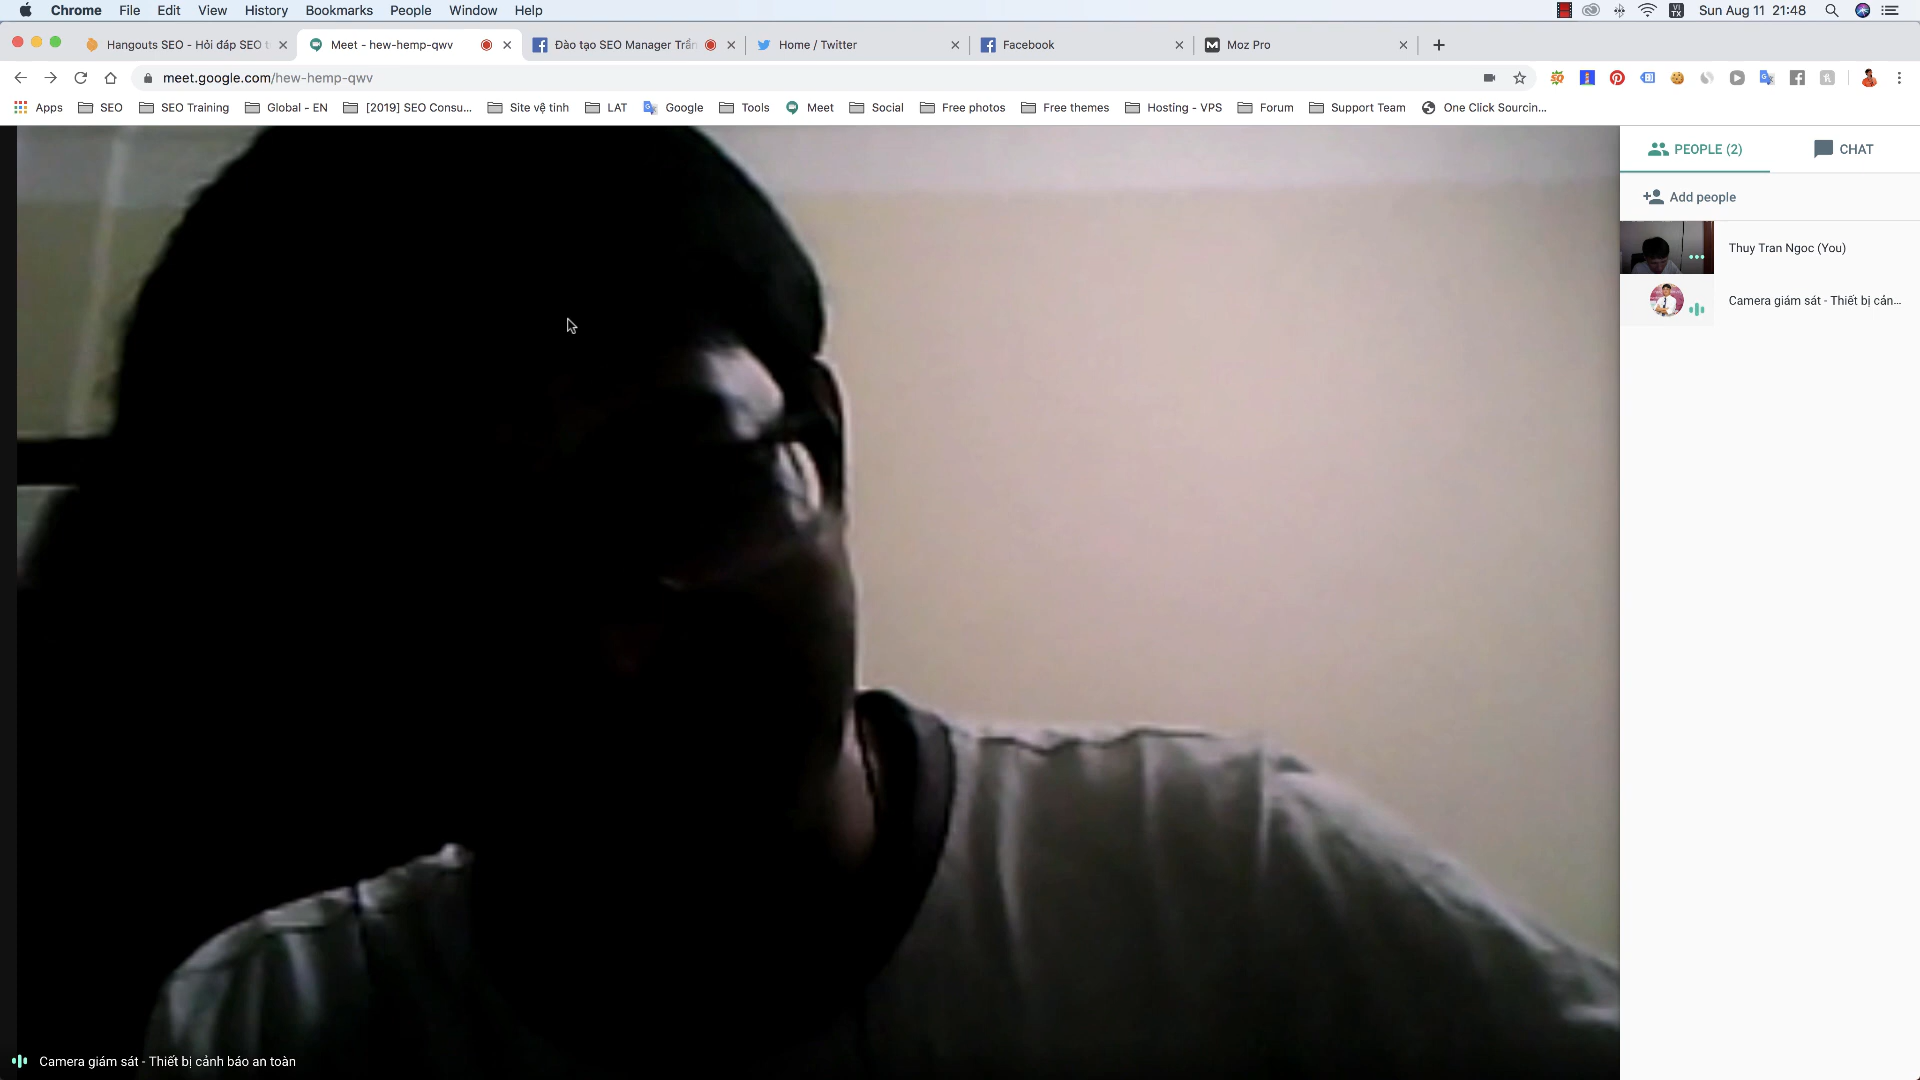 Chrome File Edit View History Bookmarks People Window Help
Sun Aug 11 21:48
Hangouts SEO - Hỏi đáp SEO t
Meet - hew-hemp-qwv
Đào tạo SEO Manager Trần
Home / Twitter
Facebook
Moz Pro
meet.google.com/hew-hemp-qwv
Apps SEO SEO Training Global - EN [2019] SEO Consu... Site vệ tinh LAT Google Tools Meet Social Free photos Free themes Hosting - VPS Forum Support Team One Click Sourcin...
PEOPLE (2) CHAT
Add people
Thuy Tran Ngoc (You)
Camera giám sát - Thiết bị cản...
Camera giám sát - Thiết bị cảnh báo an toàn